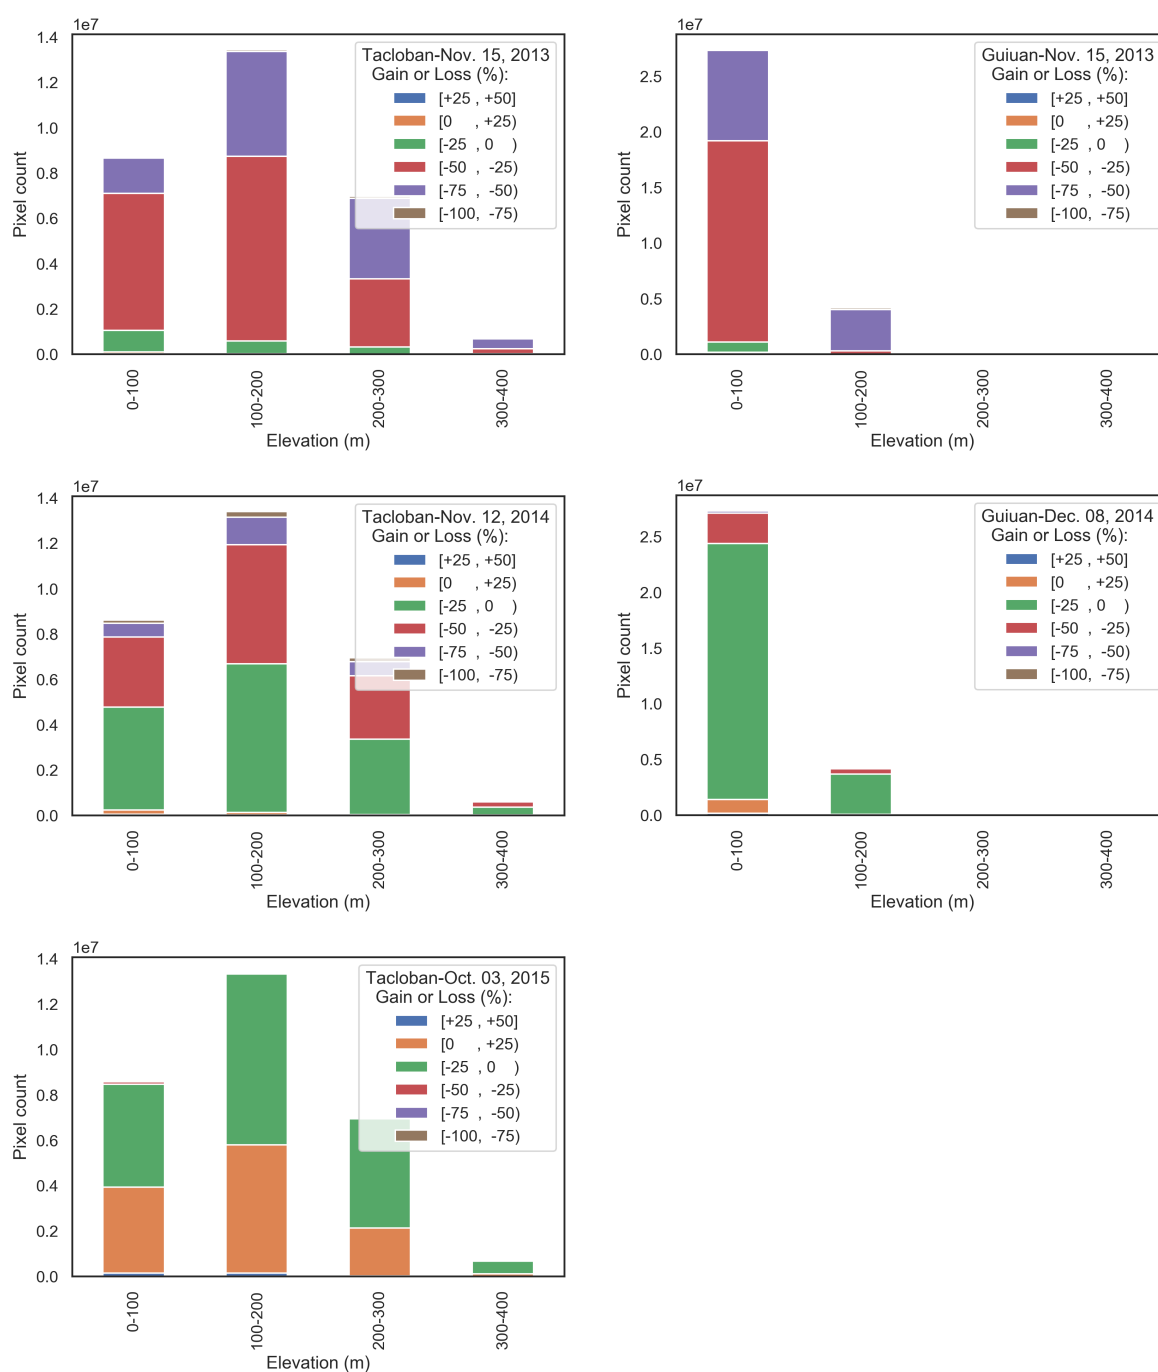 1e7
1.4
1.2
1.0
0.8
0.6
0.4
0.2
0.0
Pixel count
Tacloban-Nov. 15, 2013
Gain or Loss (%):
[+25 , +50]
[0 , +25)
[-25 , 0 )
[-50 , -25)
[-75 , -50)
[-100, -75)
0-100
100-200
200-300
300-400
Elevation (m)
1e7
2.5
2.0
1.5
1.0
0.5
0.0
Pixel count
Guiuan-Nov. 15, 2013
Gain or Loss (%):
[+25 , +50]
[0 , +25)
[-25 , 0 )
[-50 , -25)
[-75 , -50)
[-100, -75)
0-100
100-200
200-300
300-400
Elevation (m)
1e7
1.4
1.2
1.0
0.8
0.6
0.4
0.2
0.0
Pixel count
Tacloban-Nov. 12, 2014
Gain or Loss (%):
[+25 , +50]
[0 , +25)
[-25 , 0 )
[-50 , -25)
[-75 , -50)
[-100, -75)
0-100
100-200
200-300
300-400
Elevation (m)
1e7
2.5
2.0
1.5
1.0
0.5
0.0
Pixel count
Guiuan-Dec. 08, 2014
Gain or Loss (%):
[+25 , +50]
[0 , +25)
[-25 , 0 )
[-50 , -25)
[-75 , -50)
[-100, -75)
0-100
100-200
200-300
300-400
Elevation (m)
1e7
1.4
1.2
1.0
0.8
0.6
0.4
0.2
0.0
Pixel count
Tacloban-Oct. 03, 2015
Gain or Loss (%):
[+25 , +50]
[0 , +25)
[-25 , 0 )
[-50 , -25)
[-75 , -50)
[-100, -75)
0-100
100-200
200-300
300-400
Elevation (m)